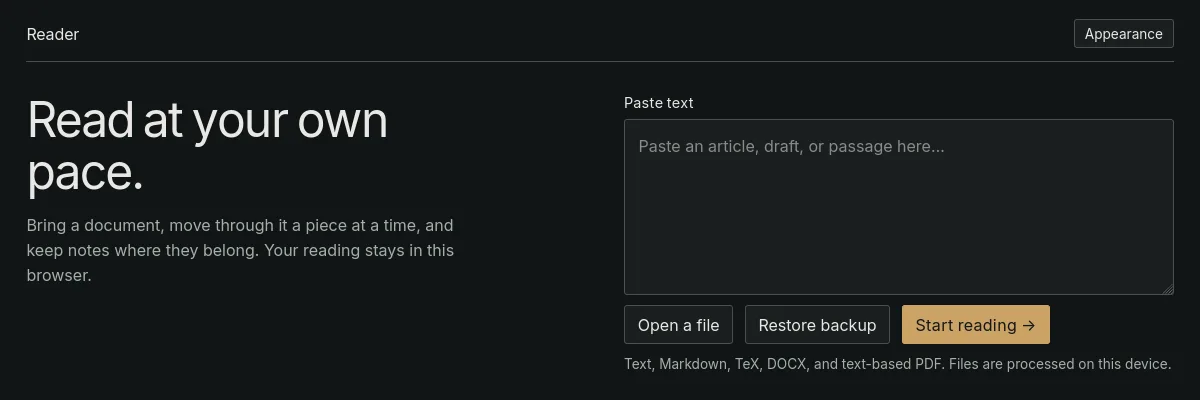 Reader
Appearance
Read at your own
pace.
Bring a document, move through it a piece at a time, and
keep notes where they belong. Your reading stays in this
browser.
Paste text
Paste an article, draft, or passage here...
Open a file
Restore backup
Start reading →
Text, Markdown, TeX, DOCX, and text-based PDF. Files are processed on this device.